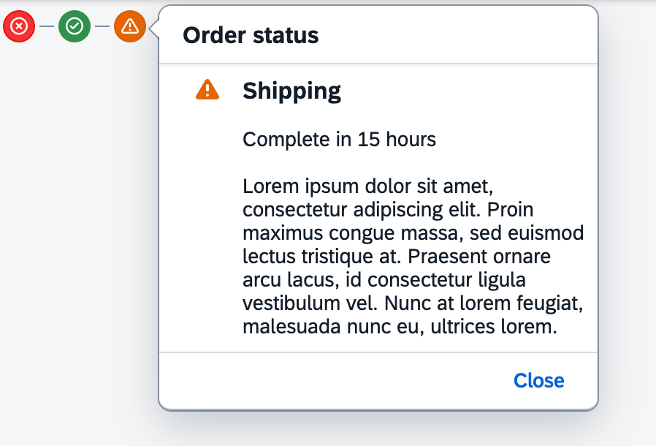 Order status
Shipping
Complete in 15 hours
Lorem ipsum dolor sit amet,
consectetur adipiscing elit. Proin
maximus congue massa, sed euismod
lectus tristique at. Praesent ornare
arcu lacus, id consectetur ligula
vestibulum vel. Nunc at lorem feugiat,
malesuada nunc eu, ultrices lorem.
Close